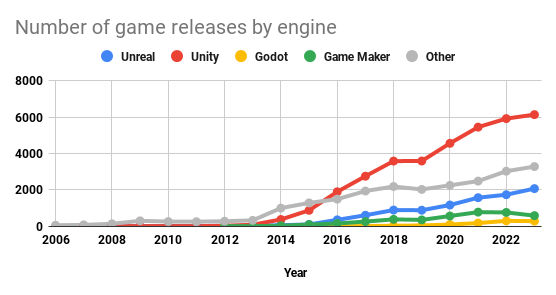 Number of game releases by engine
Unreal Unity Godot Game Maker Other
8000
6000
4000
2000
0
2006 2008 2010 2012 2014 2016 2018 2020 2022
Year